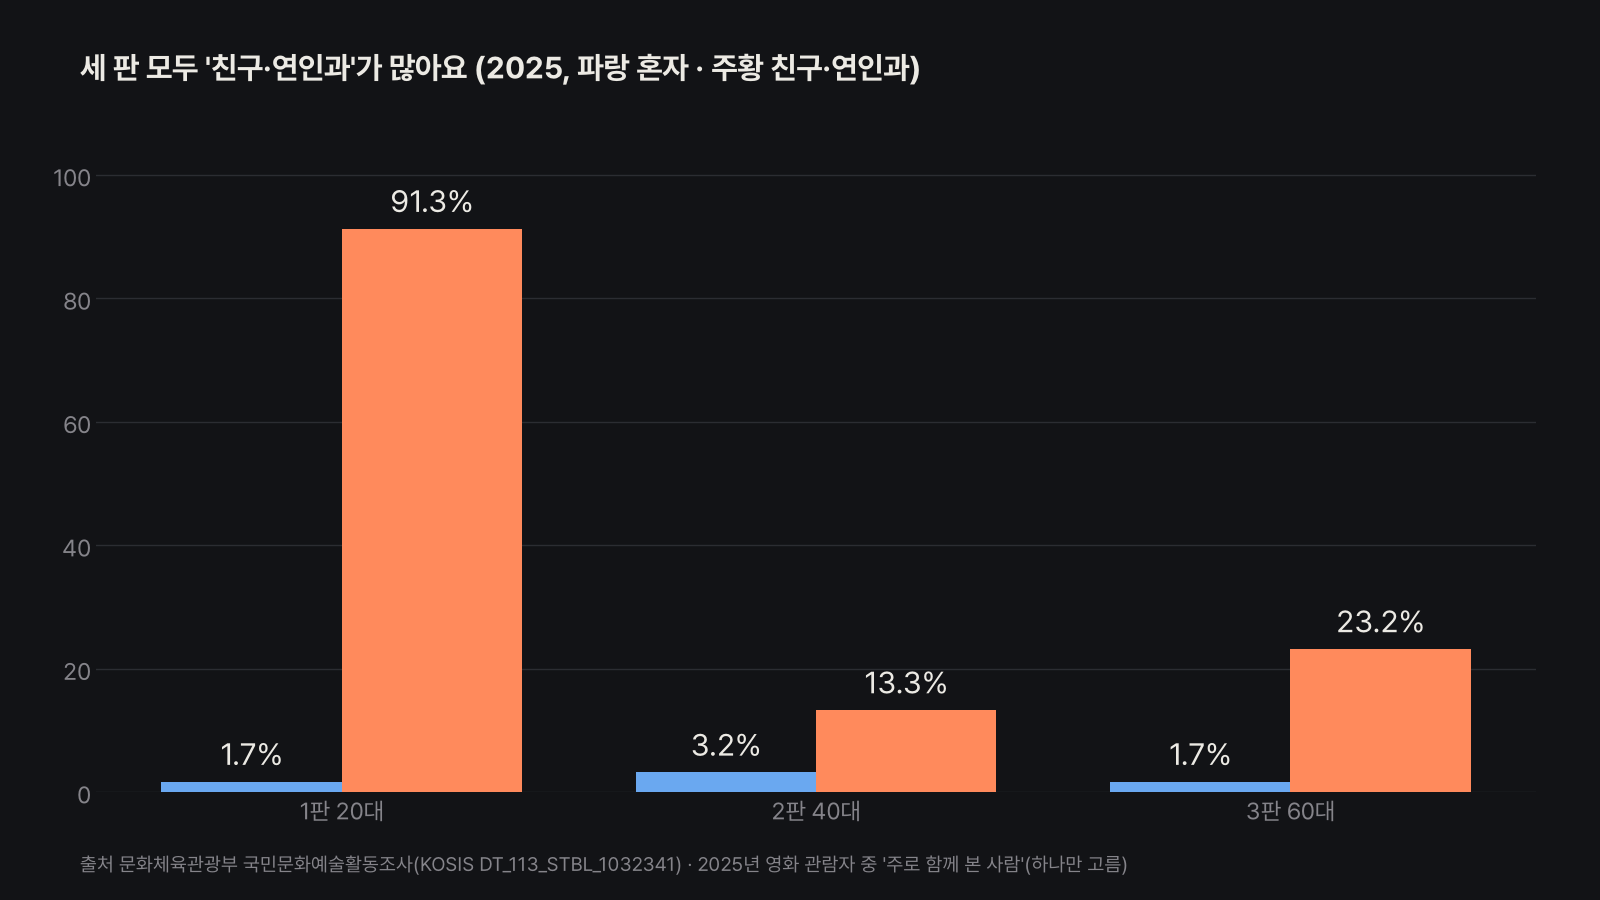 세 판 모두 '친구·연인과'가 많아요 (2025, 파랑 혼자 · 주황 친구·연인과)
100
80
60
40
20
0
91.3%
1.7%
13.3%
3.2%
23.2%
1.7%
1판 20대
2판 40대
3판 60대
출처 문화체육관광부 국민문화예술활동조사(KOSIS DT_113_STBL_1032341) · 2025년 영화 관람자 중 '주로 함께 본 사람'(하나만 고름)